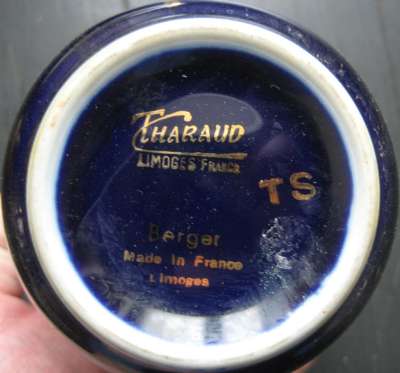 THARAUD
LIMOGES FRANCE
TS
Berger
Made in France
Limoges